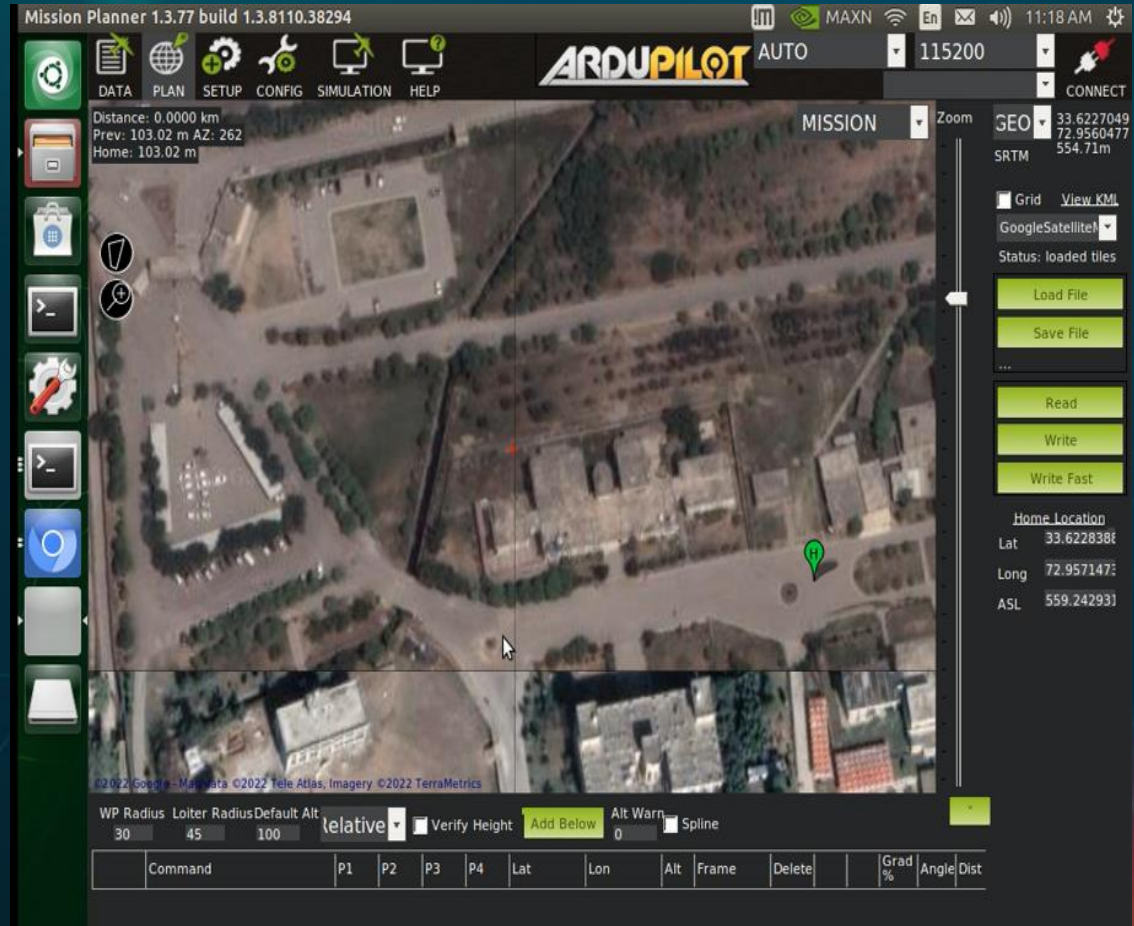 Mission Planner 1.3.77 build 1.3.8110.38294
MAXN
En
11:18 AM
DATA
PLAN
SETUP
CONFIG
SIMULATION
HELP
ARDUPILOT
AUTO
115200
CONNECT
Distance: 0.0000 km
Prev: 103.02 m AZ: 262
Home: 103.02 m
MISSION
Zoom
GEO
33.6227049
72.9560477
SRTM
554.71m
Grid
View KML
GoogleSatelliteM
Status: loaded tiles
Load File
Save File
...
Read
Write
Write Fast
Home Location
Lat 33.6228388
Long 72.9571473
ASL 559.242931
H
©2022 Google - Map data ©2022 Tele Atlas, Imagery ©2022 TerraMetrics
WP Radius Loiter Radius Default Alt
30 45 100
Relative
Verify Height
Add Below
Alt Warn
0
Spline
Command P1 P2 P3 P4 Lat Lon Alt Frame Delete Grad % Angle Dist